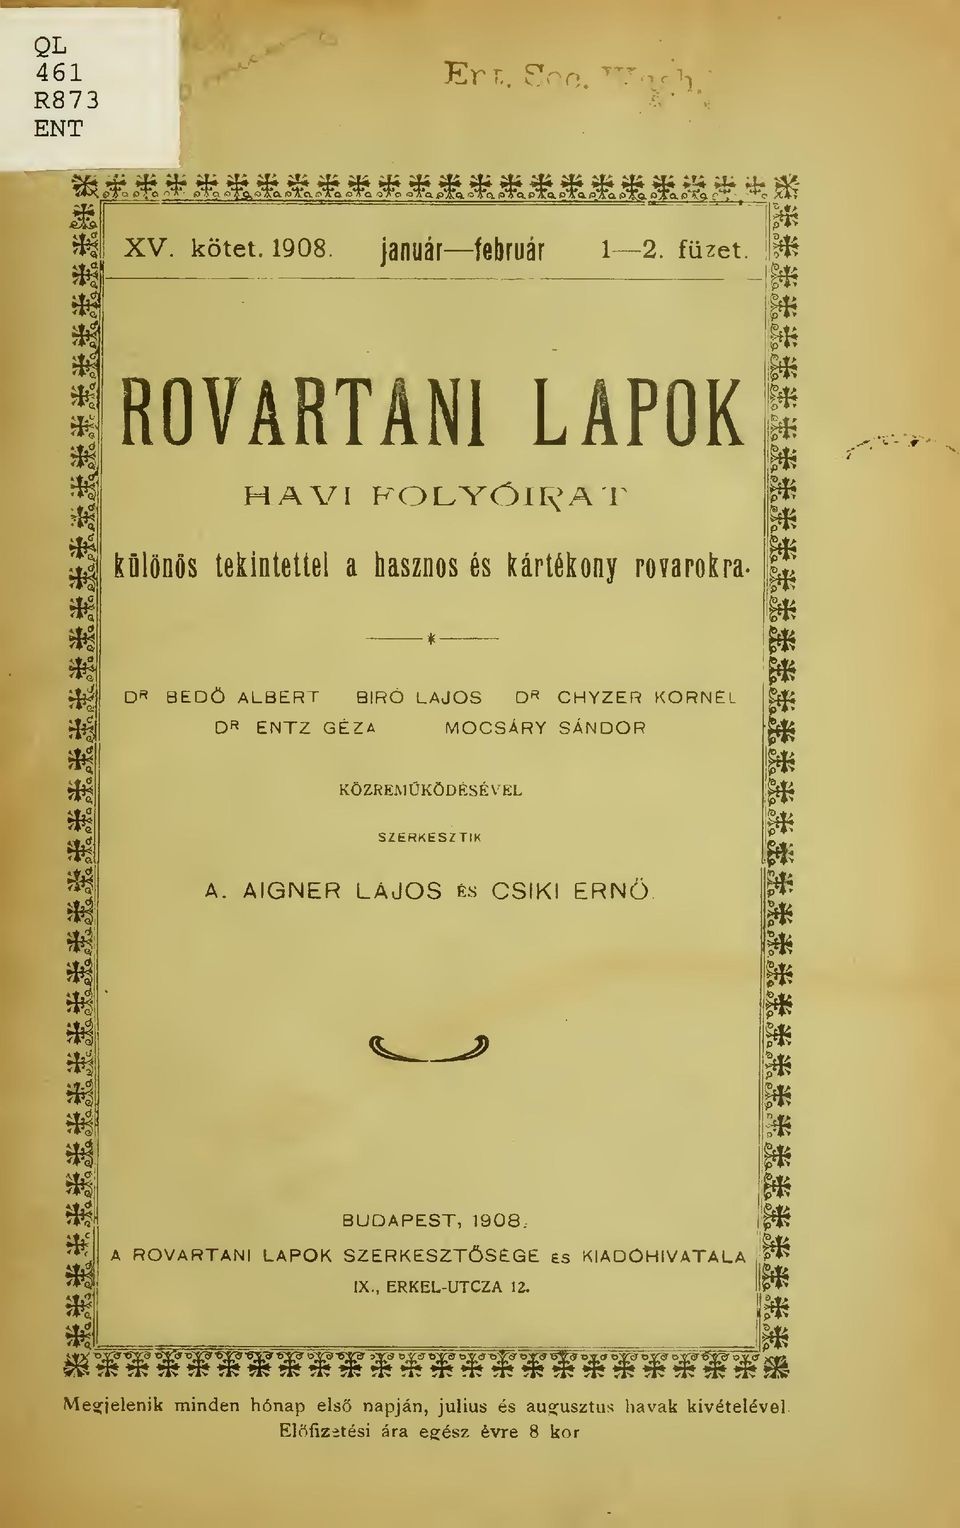 QL
461
R873
ENT
XV. kötet. 1908. január—február 1—2. füzet.
ROVARTANI LAPOK
HAVI FOLYÓIRAT
különös tekintettel a hasznos és kártékony rovarokra.
DR BEDŐ ALBERT BIRÓ LAJOS DR CHYZER KORNÉL
DR ENTZ GÉZA MOCSÁRY SÁNDOR
KÖZREMŰKÖDÉSÉVEL
SZERKESZTIK
A. AIGNER LAJOS ÉS CSIKI ERNŐ.
BUDAPEST, 1908.
A ROVARTANI LAPOK SZERKESZTŐSÉGE ÉS KIADÓHIVATALA
IX., ERKEL-UTCZA 12.
Megjelenik minden hónap első napján, julius és augusztus havak kivételével.
Előfizetési ára egész évre 8 kor